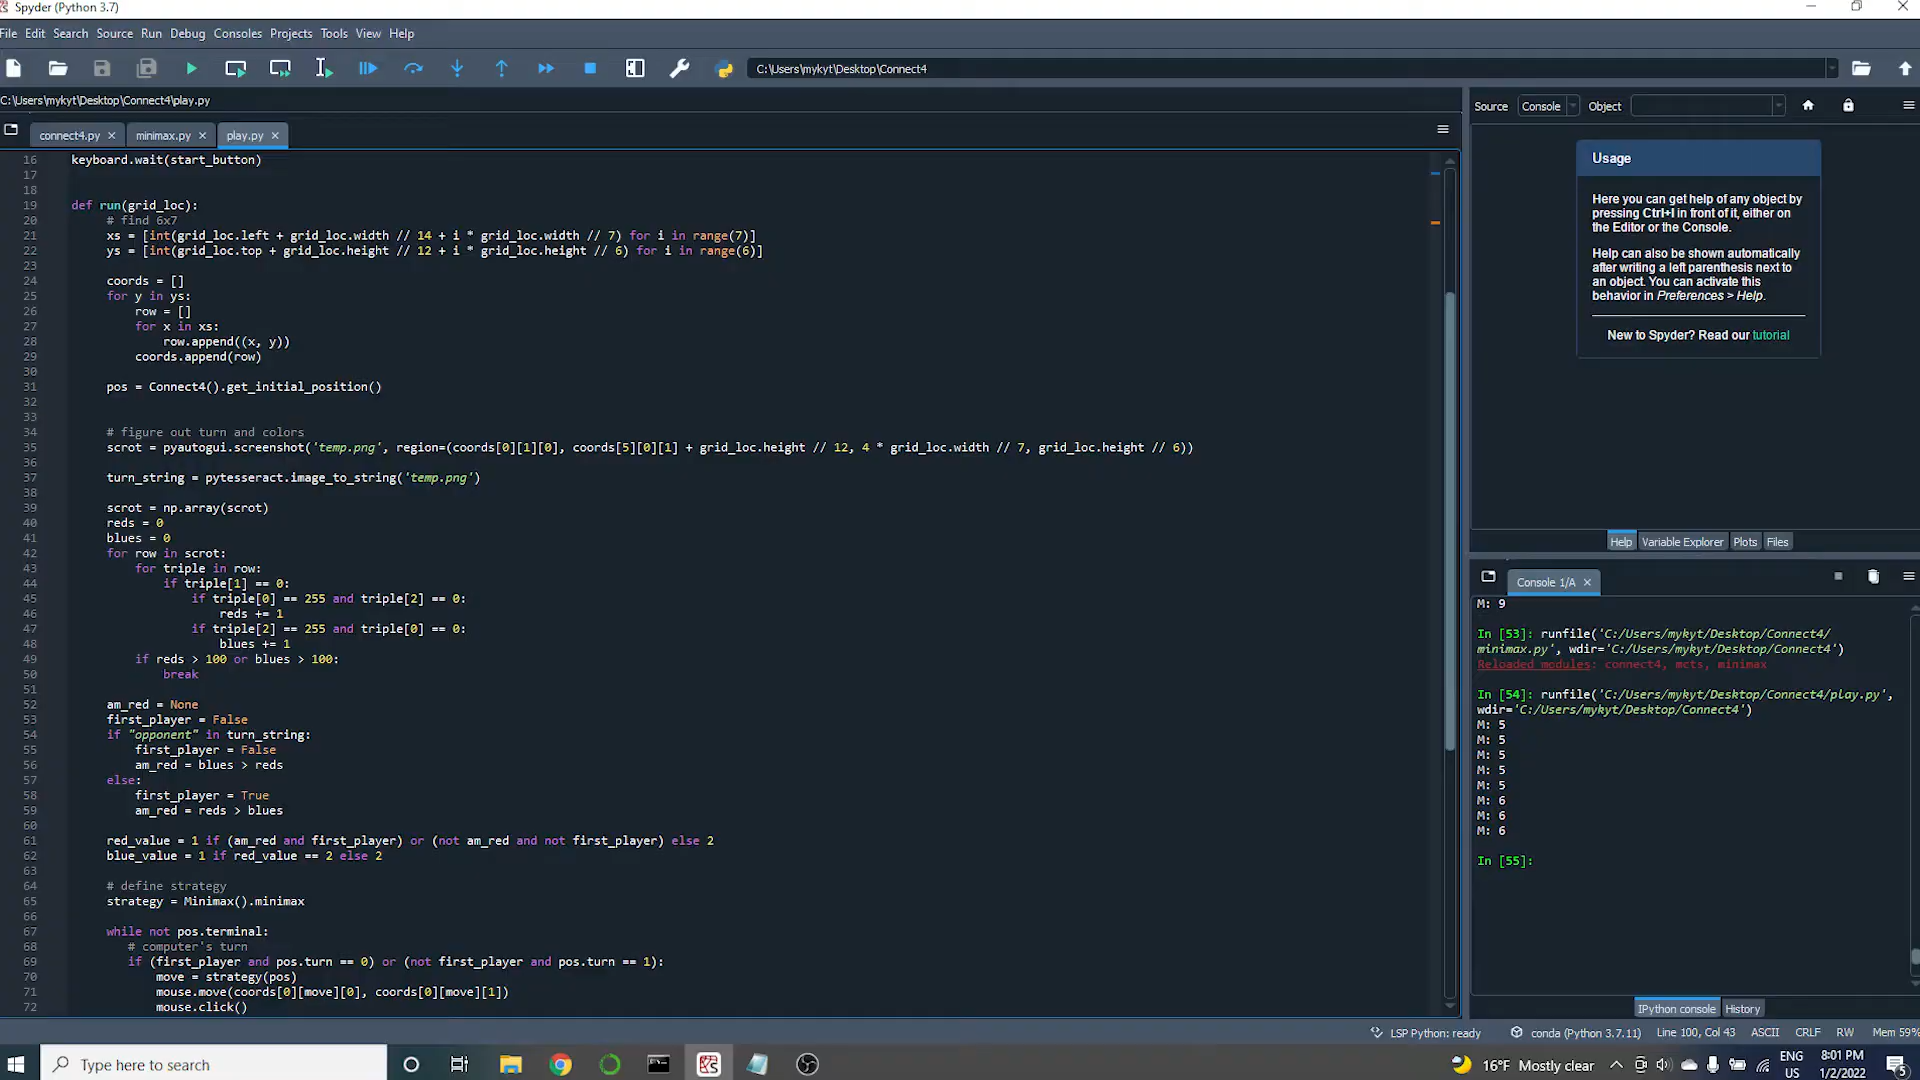 Spyder (Python 3.7)
File Edit Search Source Run Debug Consoles Projects Tools View Help
C:\Users\mykyt\Desktop\Connect4
C:\Users\mykyt\Desktop\Connect4\play.py
connect4.py minimax.py play.py
16 keyboard.wait(start_button)
17
18
19 def run(grid_loc):
20 # find 6x7
21 xs = [int(grid_loc.left + grid_loc.width // 14 + i * grid_loc.width // 7) for i in range(7)]
22 ys = [int(grid_loc.top + grid_loc.height // 12 + i * grid_loc.height // 6) for i in range(6)]
23
24 coords = []
25 for y in ys:
26 row = []
27 for x in xs:
28 row.append((x, y))
29 coords.append(row)
30
31 pos = Connect4().get_initial_position()
32
33
34 # figure out turn and colors
35 scrot = pyautogui.screenshot('temp.png', region=(coords[0][1][0], coords[5][0][1] + grid_loc.height // 12, 4 * grid_loc.width // 7, grid_loc.height // 6))
36
37 turn_string = pytesseract.image_to_string('temp.png')
38
39 scrot = np.array(scrot)
40 reds = 0
41 blues = 0
42 for row in scrot:
43 for triple in row:
44 if triple[1] == 0:
45 if triple[0] == 255 and triple[2] == 0:
46 reds += 1
47 if triple[2] == 255 and triple[0] == 0:
48 blues += 1
49 if reds > 100 or blues > 100:
50 break
51
52 am_red = None
53 first_player = False
54 if "opponent" in turn_string:
55 first_player = False
56 am_red = blues > reds
57 else:
58 first_player = True
59 am_red = reds > blues
60
61 red_value = 1 if (am_red and first_player) or (not am_red and not first_player) else 2
62 blue_value = 1 if red_value == 2 else 2
63
64 # define strategy
65 strategy = Minimax().minimax
66
67 while not pos.terminal:
68 # computer's turn
69 if (first_player and pos.turn == 0) or (not first_player and pos.turn == 1):
70 move = strategy(pos)
71 mouse.move(coords[0][move][0], coords[0][move][1])
72 mouse.click()
Source Console Object
Usage
Here you can get help of any object by
pressing Ctrl+I in front of it, either on
the Editor or the Console.
Help can also be shown automatically
after writing a left parenthesis next to
an object. You can activate this
behavior in Preferences > Help.
New to Spyder? Read our tutorial
Help Variable Explorer Plots Files
Console 1/A
M: 9
In [53]: runfile('C:/Users/mykyt/Desktop/Connect4/
minimax.py', wdir='C:/Users/mykyt/Desktop/Connect4')
Reloaded modules: connect4, mcts, minimax
In [54]: runfile('C:/Users/mykyt/Desktop/Connect4/play.py',
wdir='C:/Users/mykyt/Desktop/Connect4')
M: 5
M: 5
M: 5
M: 5
M: 5
M: 6
M: 6
M: 6
In [55]:
IPython console History
LSP Python: ready conda (Python 3.7.11) Line 100, Col 43 ASCII CRLF RW Mem 59%
Type here to search
16°F Mostly clear
ENG
US
8:01 PM
1/2/2022
5